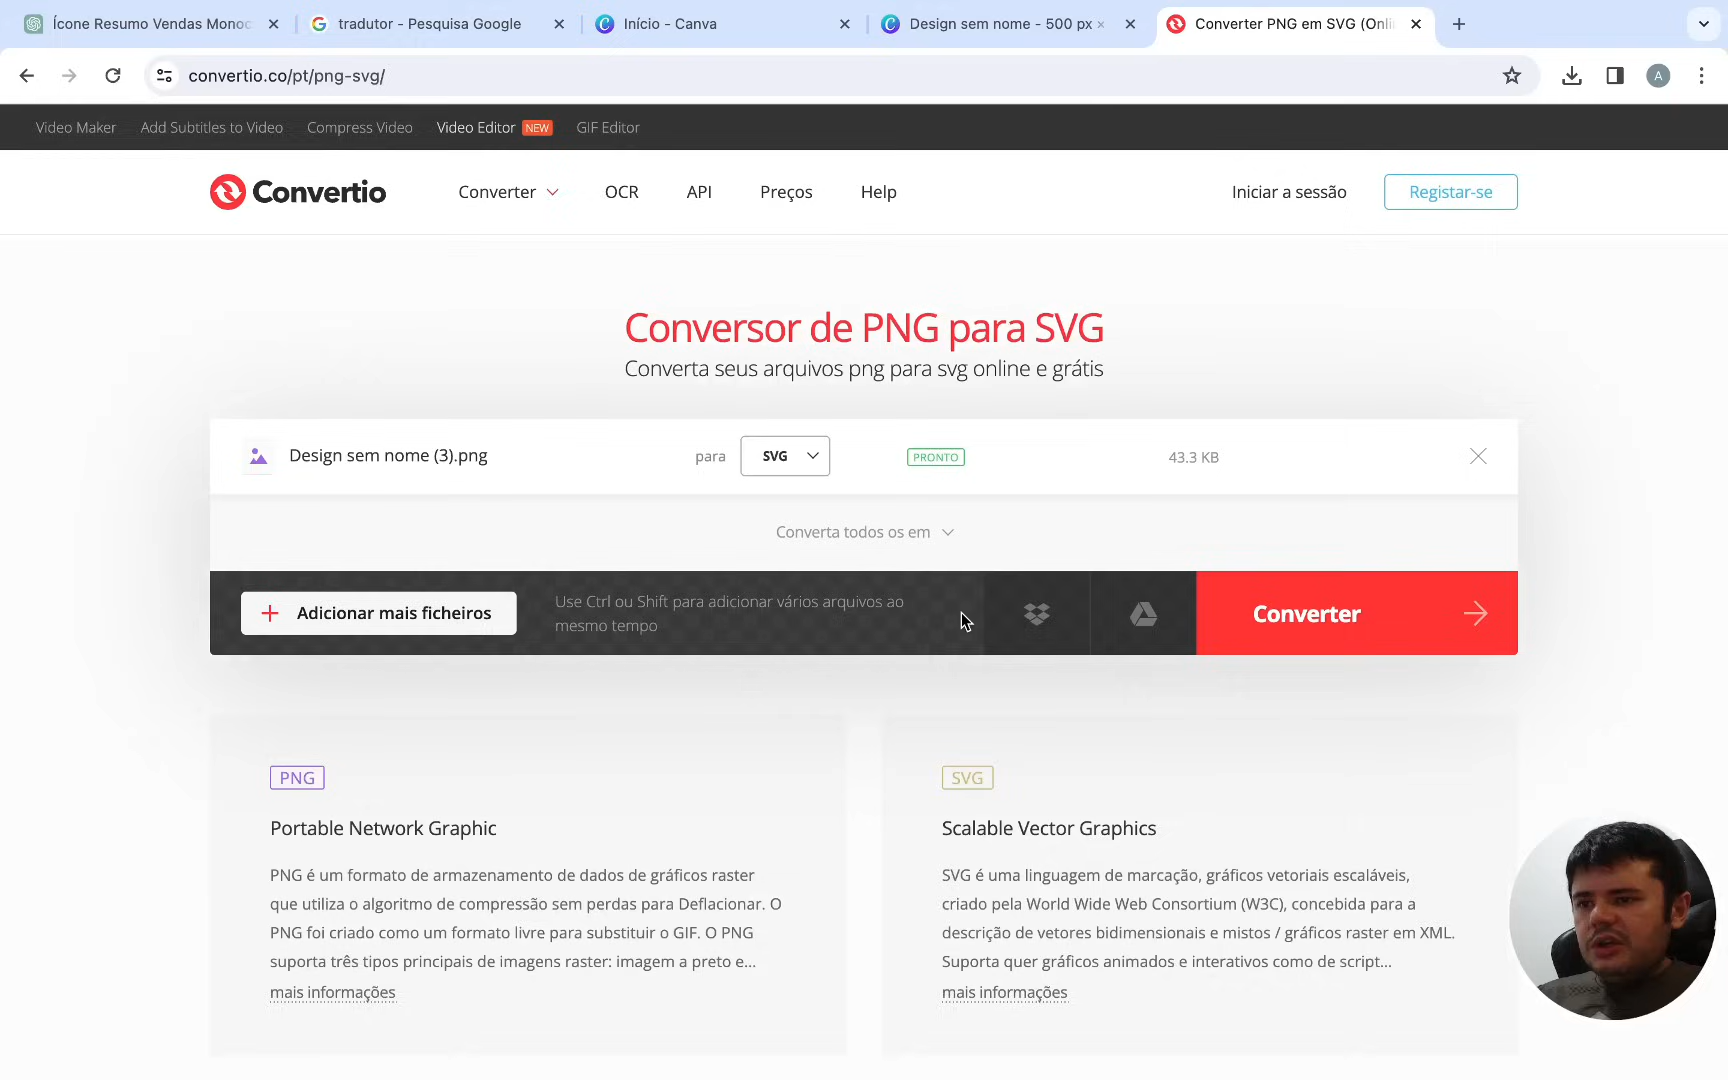 Ícone Resumo Vendas Monoc
tradutor - Pesquisa Google
Início - Canva
Design sem nome - 500 px ×
Converter PNG em SVG (Onli
convertio.co/pt/png-svg/
A
Video Maker
Add Subtitles to Video
Compress Video
Video Editor NEW
GIF Editor
Convertio
Converter
OCR
API
Preços
Help
Iniciar a sessão
Registar-se
Conversor de PNG para SVG
Converta seus arquivos png para svg online e grátis
Design sem nome (3).png
para
SVG
PRONTO
43.3 KB
Converta todos os em
Adicionar mais ficheiros
Use Ctrl ou Shift para adicionar vários arquivos ao
mesmo tempo
Converter
PNG
Portable Network Graphic
PNG é um formato de armazenamento de dados de gráficos raster
que utiliza o algoritmo de compressão sem perdas para Deflacionar. O
PNG foi criado como um formato livre para substituir o GIF. O PNG
suporta três tipos principais de imagens raster: imagem a preto e...
mais informações
SVG
Scalable Vector Graphics
SVG é uma linguagem de marcação, gráficos vetoriais escaláveis,
criado pela World Wide Web Consortium (W3C), concebida para a
descrição de vetores bidimensionais e mistos / gráficos raster em XML.
Suporta quer gráficos animados e interativos como de script...
mais informações